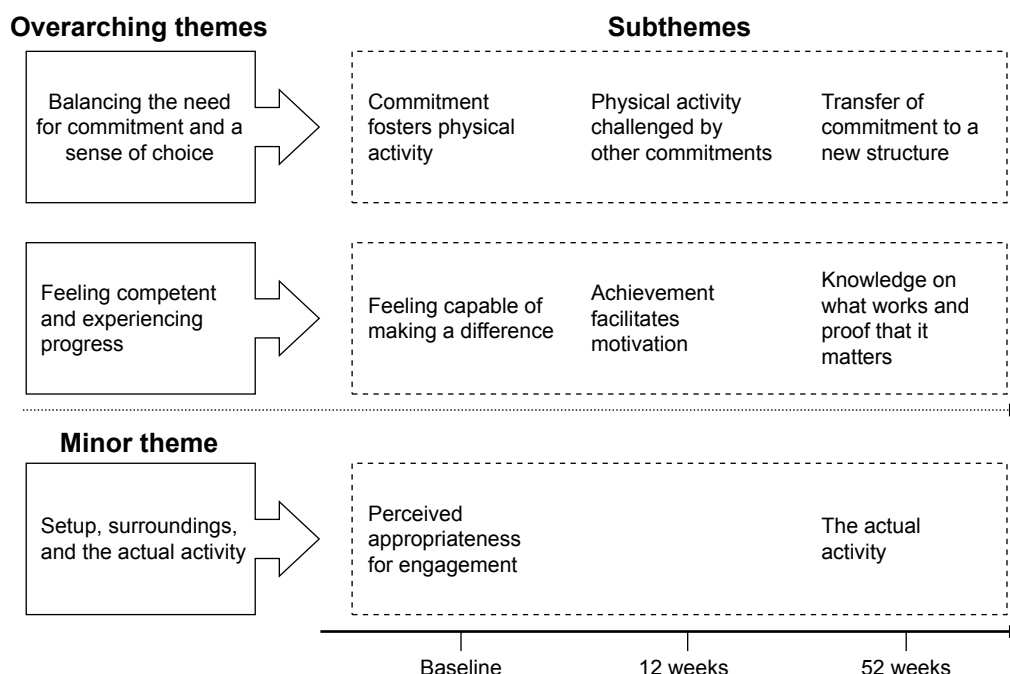 Overarching themes
Subthemes
Balancing the need
for commitment and a
sense of choice
Commitment
fosters physical
activity
Physical activity
challenged by
other commitments
Transfer of
commitment to a
new structure
Feeling competent
and experiencing
progress
Feeling capable of
making a difference
Achievement
facilitates
motivation
Knowledge on
what works and
proof that it
matters
Minor theme
Setup, surroundings,
and the actual activity
Perceived
appropriateness
for engagement
The actual
activity
Baseline
12 weeks
52 weeks